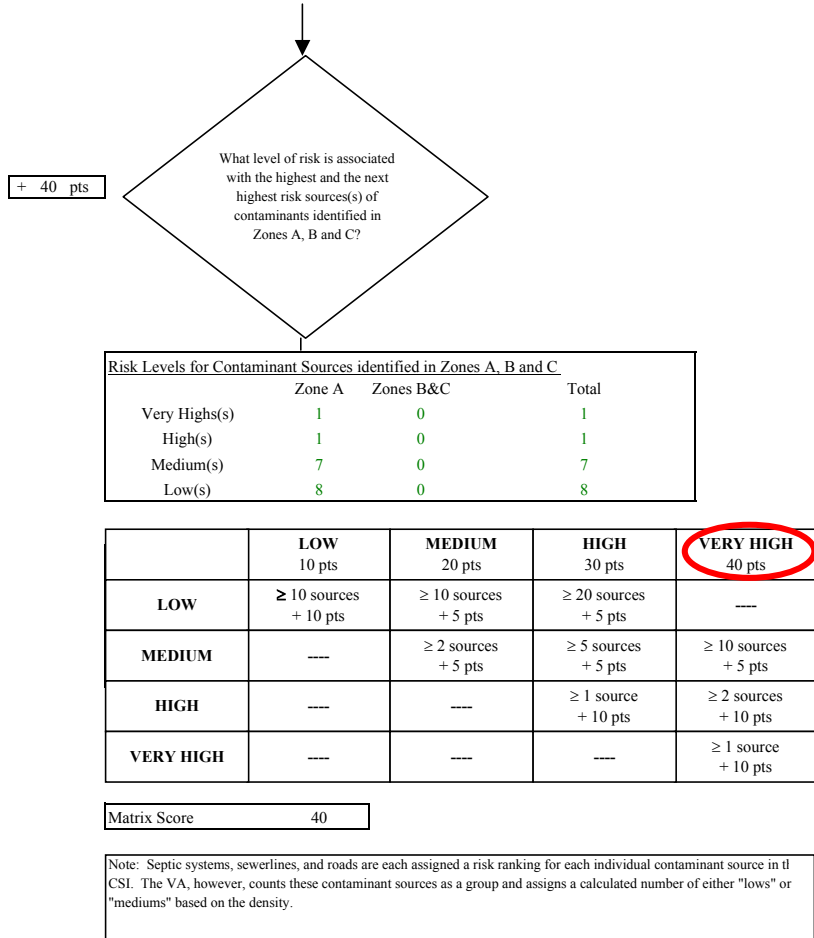 What level of risk is associated
with the highest and the next
highest risk sources(s) of
contaminants identified in
Zones A, B and C?
+ 40 pts
Risk Levels for Contaminant Sources identified in Zones A, B and C
Zone A Zones B&C Total
Very Highs(s) 1 0 1
High(s) 1 0 1
Medium(s) 7 0 7
Low(s) 8 0 8
LOW MEDIUM HIGH VERY HIGH
10 pts 20 pts 30 pts 40 pts
LOW ≥ 10 sources + 10 pts ≥ 10 sources + 5 pts ≥ 20 sources + 5 pts ----
MEDIUM ---- ≥ 2 sources + 5 pts ≥ 5 sources + 5 pts ≥ 10 sources + 5 pts
HIGH ---- ---- ≥ 1 source + 10 pts ≥ 2 sources + 10 pts
VERY HIGH ---- ---- ---- ≥ 1 source + 10 pts
Matrix Score 40
Note: Septic systems, sewerlines, and roads are each assigned a risk ranking for each individual contaminant source in
CSI. The VA, however, counts these contaminant sources as a group and assigns a calculated number of either "lows" or
"mediums" based on the density.